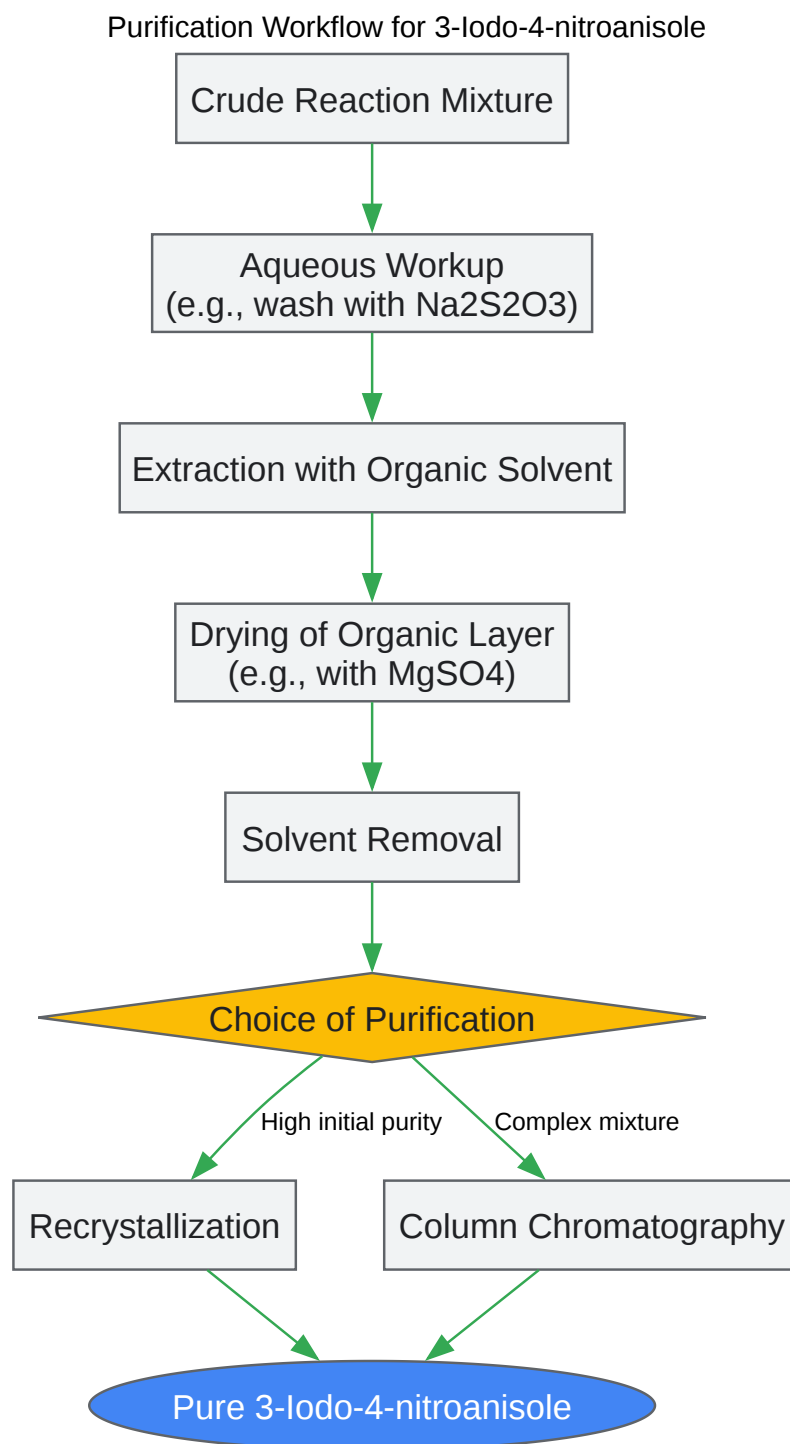 Purification Workflow for 3-Iodo-4-nitroanisole
Crude Reaction Mixture
Aqueous Workup
(e.g., wash with Na2S2O3)
Extraction with Organic Solvent
Drying of Organic Layer
(e.g., with MgSO4)
Solvent Removal
Choice of Purification
High initial purity
Complex mixture
Recrystallization
Column Chromatography
Pure 3-Iodo-4-nitroanisole